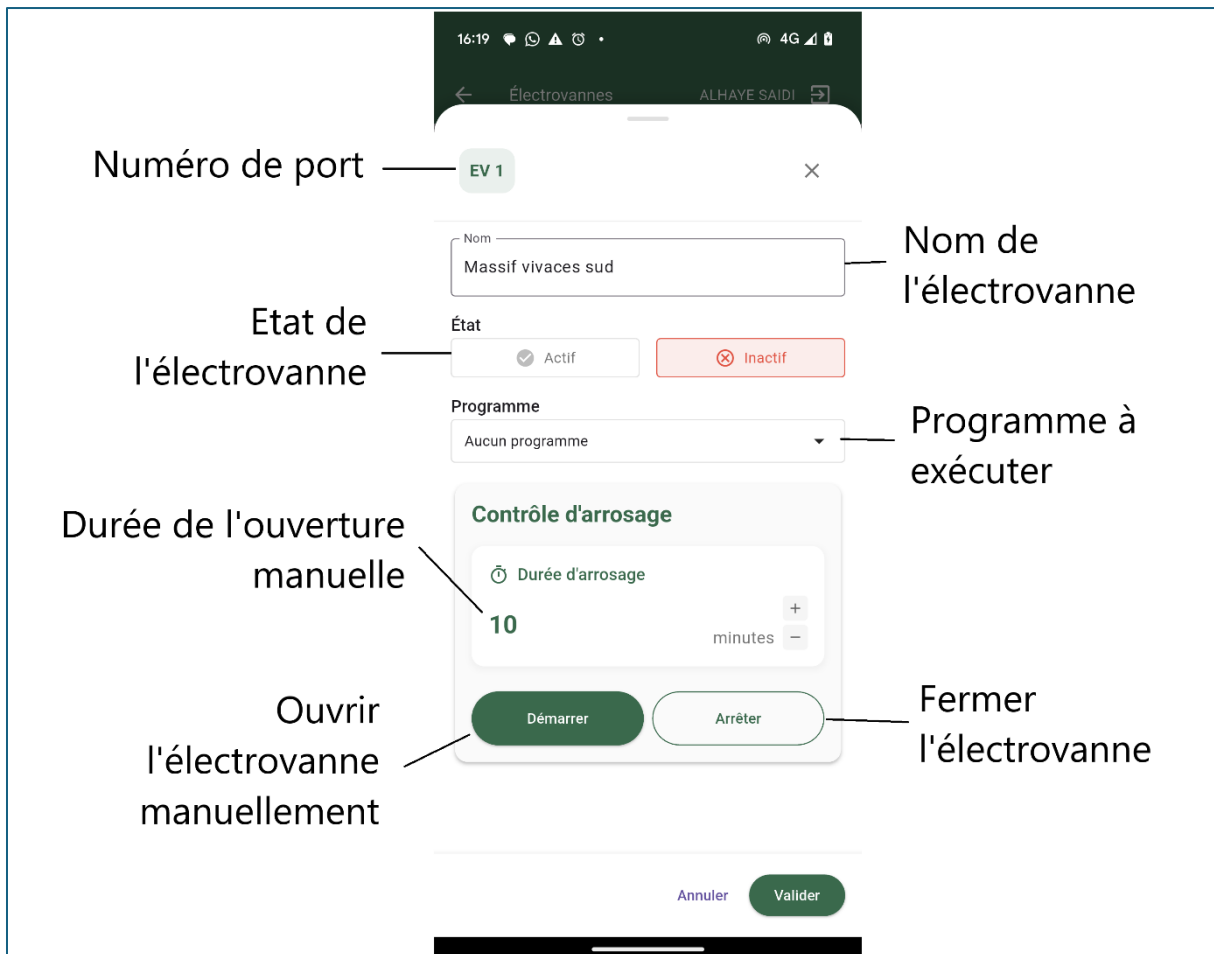 16:19
4G
Électrovannes
ALHAYE SAIDI
Numéro de port
EV 1
Nom
Massif vivaces sud
Nom de
l'électrovanne
Etat de
l'électrovanne
État
Actif
Inactif
Programme
Aucun programme
Programme à
exécuter
Contrôle d'arrosage
Durée de l'ouverture
manuelle
Durée d'arrosage
10
+
minutes −
Ouvrir
l'électrovanne
manuellement
Démarrer
Arrêter
Fermer
l'électrovanne
Annuler
Valider